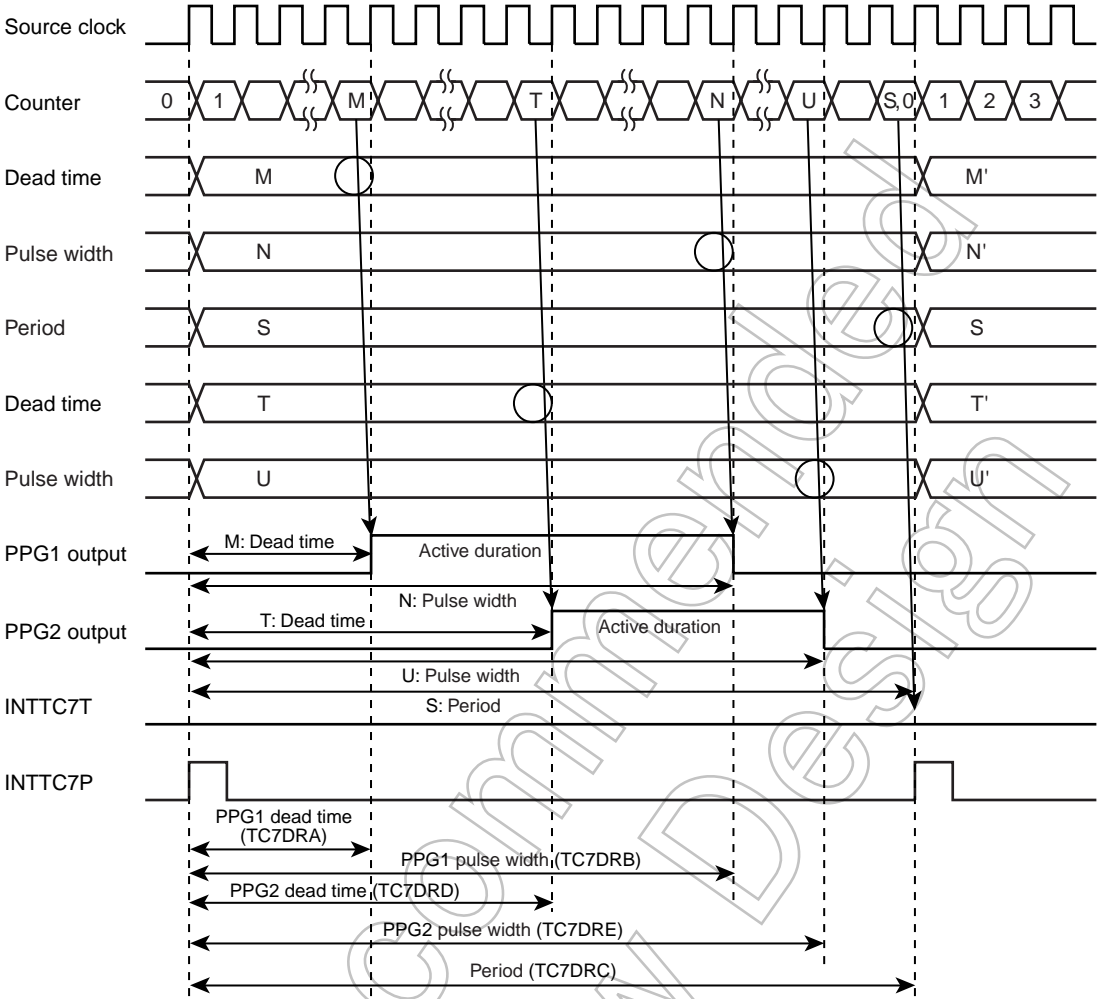 Source clock
Counter 0 1 M T N U S,0 1 2 3
Dead time M M'
Pulse width N N'
Period S S
Dead time T T'
Pulse width U U'
PPG1 output M: Dead time Active duration
N: Pulse width
PPG2 output T: Dead time Active duration
U: Pulse width
INTTC7T S: Period
INTTC7P
PPG1 dead time
(TC7DRA)
PPG1 pulse width (TC7DRB)
PPG2 dead time (TC7DRD)
PPG2 pulse width (TC7DRE)
Period (TC7DRC)
commended
Design